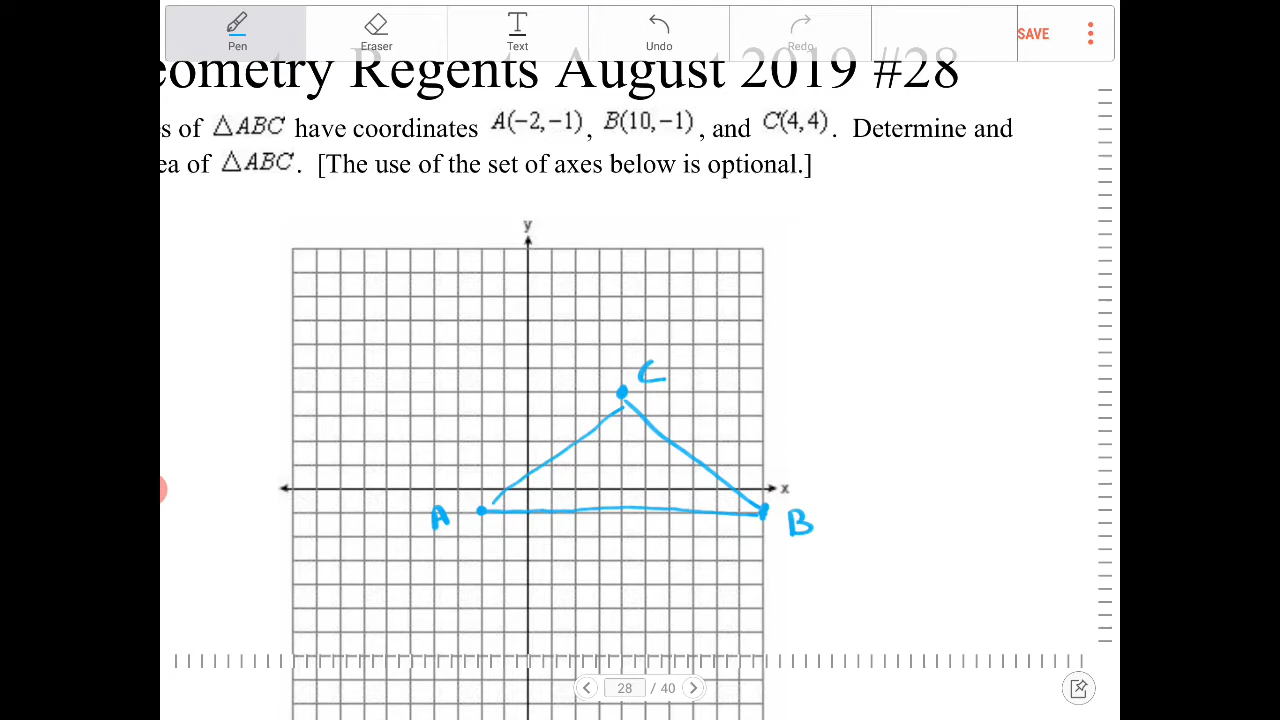 Pen Eraser Text Undo Redo SAVE
eometry Regents August 2019 #28
s of △ABC have coordinates A(−2,−1), B(10,−1), and C(4,4). Determine and
ea of △ABC. [The use of the set of axes below is optional.]
y
C
x
A
B
28 / 40